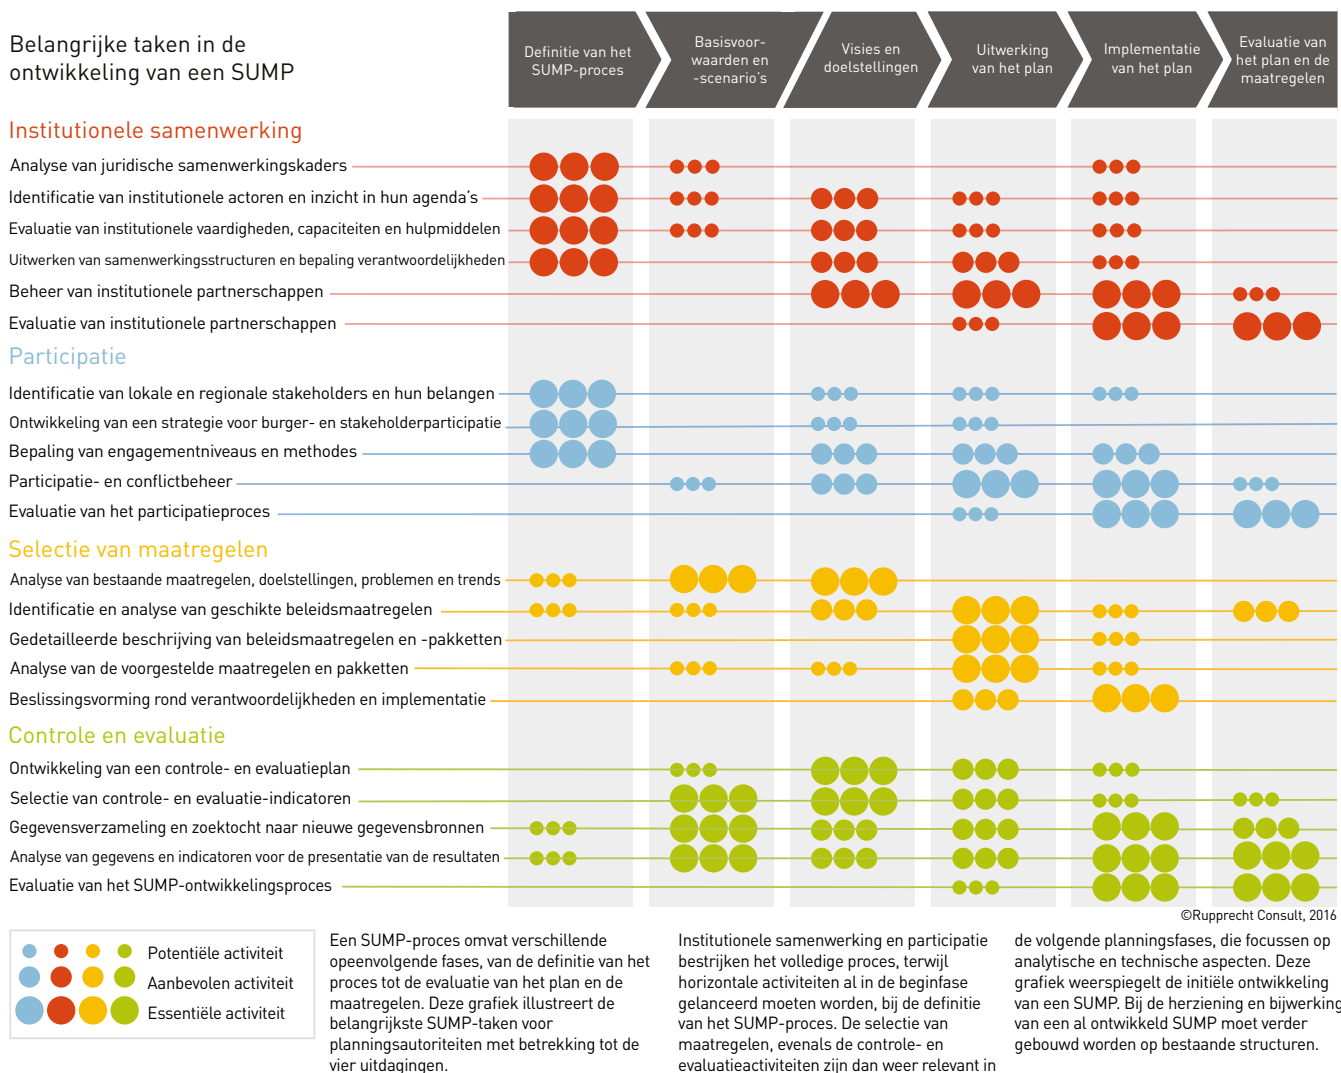 Belangrijke taken in de
ontwikkeling van een SUMP
Definitie van het
SUMP-proces
Basisvoor-
waarden en
-scenario's
Visies en
doelstellingen
Uitwerking
van het plan
Implementatie
van het plan
Evaluatie van
het plan en de
maatregelen
Institutionele samenwerking
Analyse van juridische samenwerkingskaders
Identificatie van institutionele actoren en inzicht in hun agenda's
Evaluatie van institutionele vaardigheden, capaciteiten en hulpmiddelen
Uitwerken van samenwerkingsstructuren en bepaling verantwoordelijkheden
Beheer van institutionele partnerschappen
Evaluatie van institutionele partnerschappen
Participatie
Identificatie van lokale en regionale stakeholders en hun belangen
Ontwikkeling van een strategie voor burger- en stakeholderparticipatie
Bepaling van engagementniveaus en methodes
Participatie- en conflictbeheer
Evaluatie van het participatieproces
Selectie van maatregelen
Analyse van bestaande maatregelen, doelstellingen, problemen en trends
Identificatie en analyse van geschikte beleidsmaatregelen
Gedetailleerde beschrijving van beleidsmaatregelen en -pakketten
Analyse van de voorgestelde maatregelen en pakketten
Beslissingsvorming rond verantwoordelijkheden en implementatie
Controle en evaluatie
Ontwikkeling van een controle- en evaluatieplan
Selectie van controle- en evaluatie-indicatoren
Gegevensverzameling en zoektocht naar nieuwe gegevensbronnen
Analyse van gegevens en indicatoren voor de presentatie van de resultaten
Evaluatie van het SUMP-ontwikkelingsproces
©Rupprecht Consult, 2016
Potentiële activiteit
Aanbevolen activiteit
Essentiële activiteit
Een SUMP-proces omvat verschillende
opeenvolgende fases, van de definitie van het
proces tot de evaluatie van het plan en de
maatregelen. Deze grafiek illustreert de
belangrijkste SUMP-taken voor
planningsautoriteiten met betrekking tot de
vier uitdagingen.
Institutionele samenwerking en participatie
bestrijken het volledige proces, terwijl
horizontale activiteiten al in de beginfase
gelanceerd moeten worden, bij de definitie
van het SUMP-proces. De selectie van
maatregelen, evenals de controle- en
evaluatieactiviteiten zijn dan weer relevant in
de volgende planningsfases, die focussen op
analytische en technische aspecten. Deze
grafiek weerspiegelt de initiële ontwikkeling
van een SUMP. Bij de herziening en bijwerking
van een al ontwikkeld SUMP moet verder
gebouwd worden op bestaande structuren.